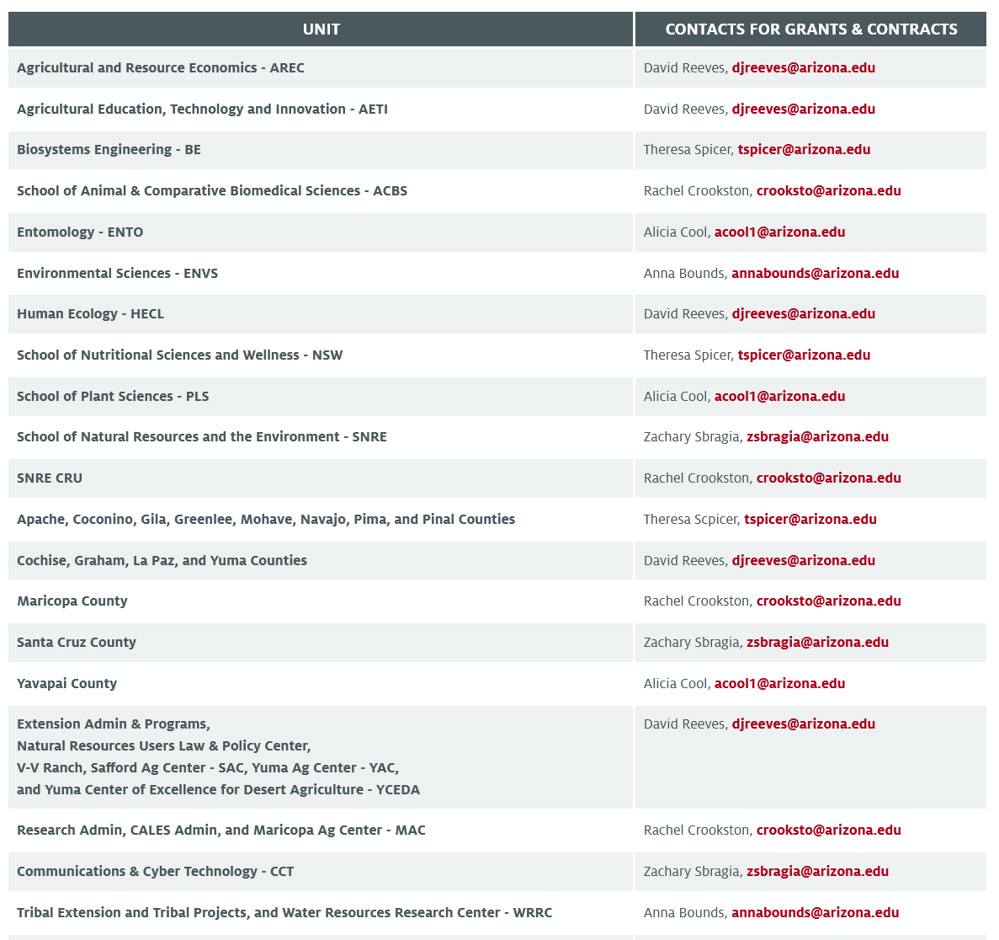 UNIT CONTACTS FOR GRANTS & CONTRACTS
Agricultural and Resource Economics - AREC David Reeves, djreeves@arizona.edu
Agricultural Education, Technology and Innovation - AETI David Reeves, djreeves@arizona.edu
Biosystems Engineering - BE Theresa Spicer, tspicer@arizona.edu
School of Animal & Comparative Biomedical Sciences - ACBS Rachel Crookston, crooksto@arizona.edu
Entomology - ENTO Alicia Cool, acool1@arizona.edu
Environmental Sciences - ENVS Anna Bounds, annabounds@arizona.edu
Human Ecology - HECL David Reeves, djreeves@arizona.edu
School of Nutritional Sciences and Wellness - NSW Theresa Spicer, tspicer@arizona.edu
School of Plant Sciences - PLS Alicia Cool, acool1@arizona.edu
School of Natural Resources and the Environment - SNRE Zachary Sbragia, zsbragia@arizona.edu
SNRE CRU Rachel Crookston, crooksto@arizona.edu
Apache, Coconino, Gila, Greenlee, Mohave, Navajo, Pima, and Pinal Counties Theresa Scpicer, tspicer@arizona.edu
Cochise, Graham, La Paz, and Yuma Counties David Reeves, djreeves@arizona.edu
Maricopa County Rachel Crookston, crooksto@arizona.edu
Santa Cruz County Zachary Sbragia, zsbragia@arizona.edu
Yavapai County Alicia Cool, acool1@arizona.edu
Extension Admin & Programs, David Reeves, djreeves@arizona.edu
Natural Resources Users Law & Policy Center,
V-V Ranch, Safford Ag Center - SAC, Yuma Ag Center - YAC,
and Yuma Center of Excellence for Desert Agriculture - YCEDA
Research Admin, CALES Admin, and Maricopa Ag Center - MAC Rachel Crookston, crooksto@arizona.edu
Communications & Cyber Technology - CCT Zachary Sbragia, zsbragia@arizona.edu
Tribal Extension and Tribal Projects, and Water Resources Research Center - WRRC Anna Bounds, annabounds@arizona.edu